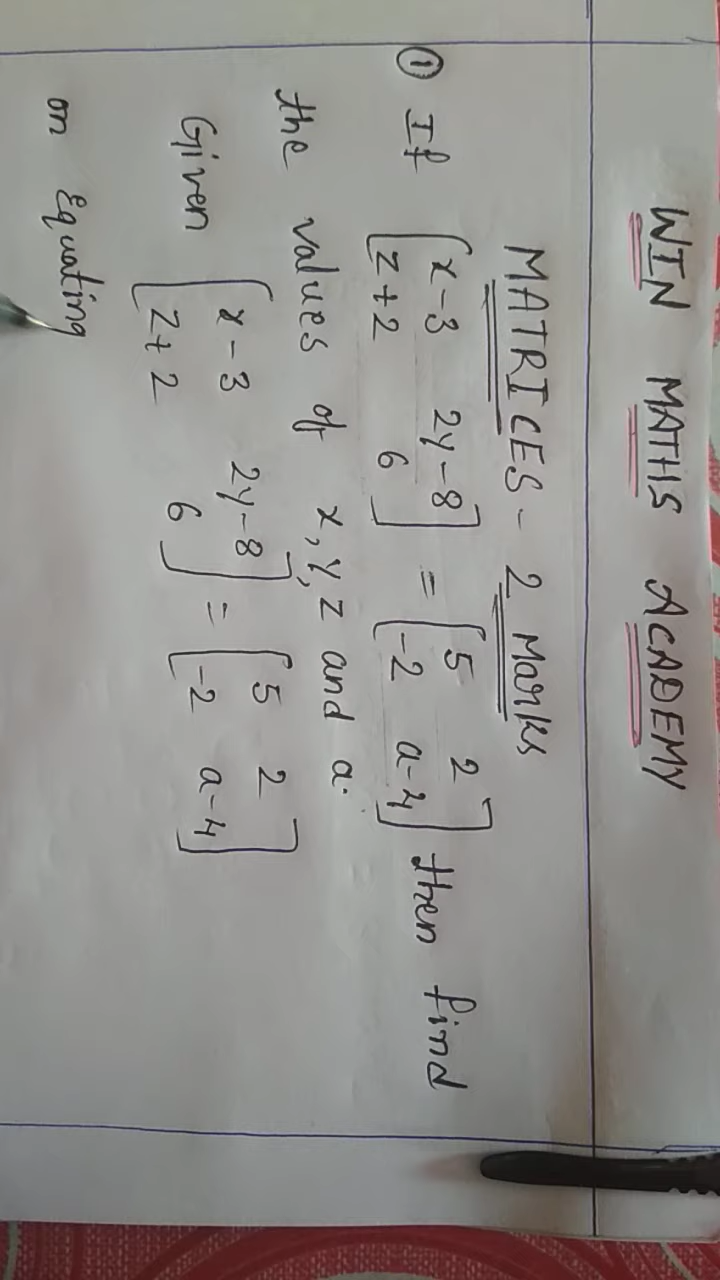 WIN MATHS ACADEMY
MATRICES - 2 Marks
① If [x-3 2y-8] = [5 2] then find
[z+2 6] [-2 a-4]
the values of x, y, z and a.
Given [x-3 2y-8] = [5 2]
[z+2 6] [-2 a-4]
on Equating